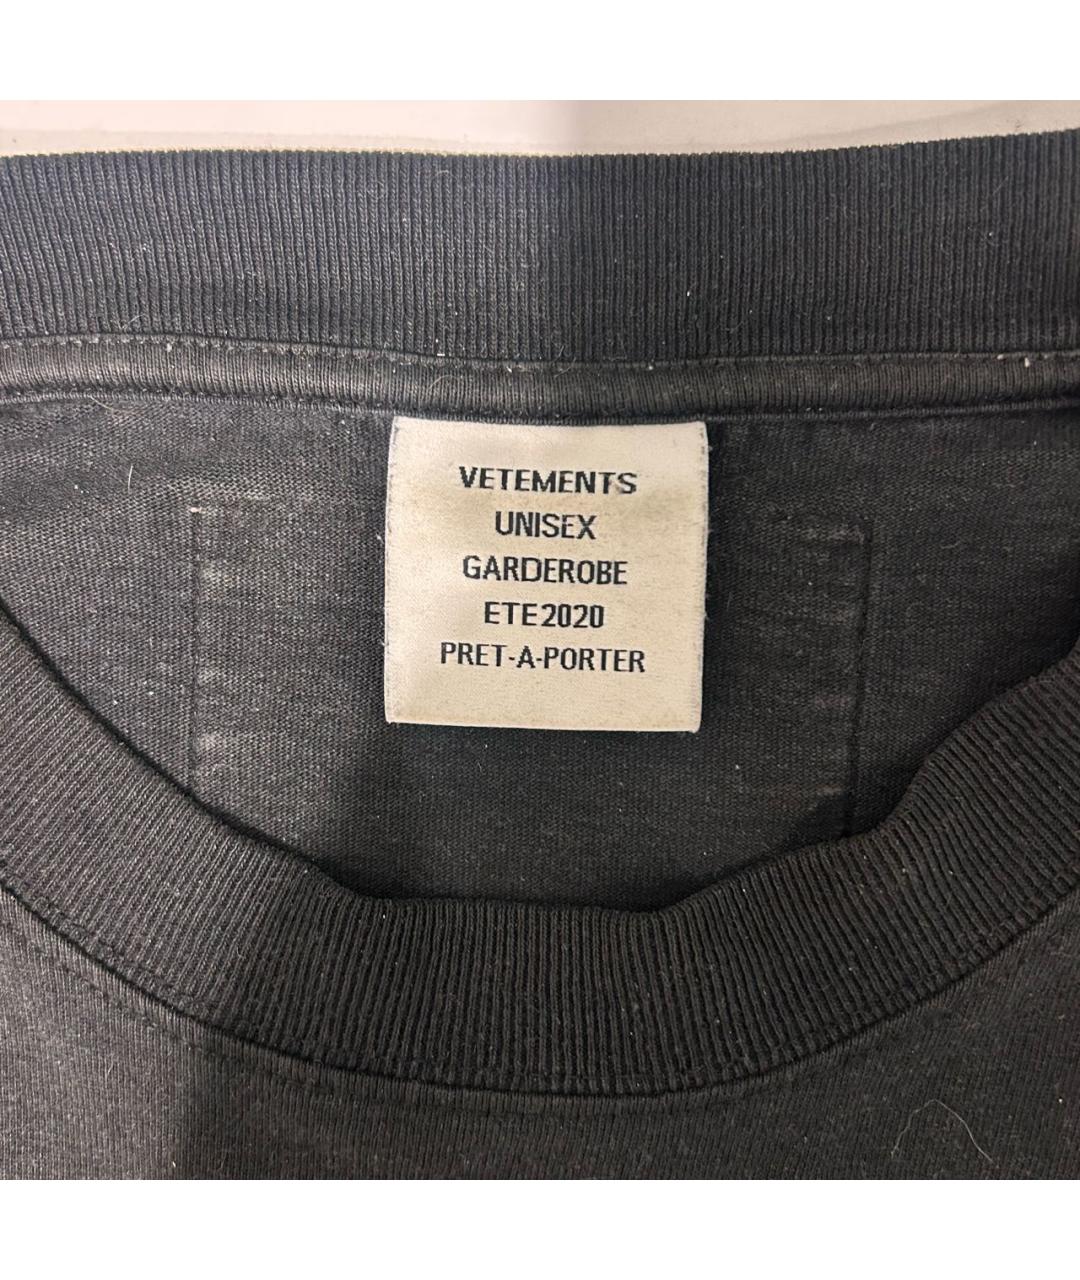 VETEMENTS
UNISEX
GARDEROBE
ETE2020
PRET-A-PORTER